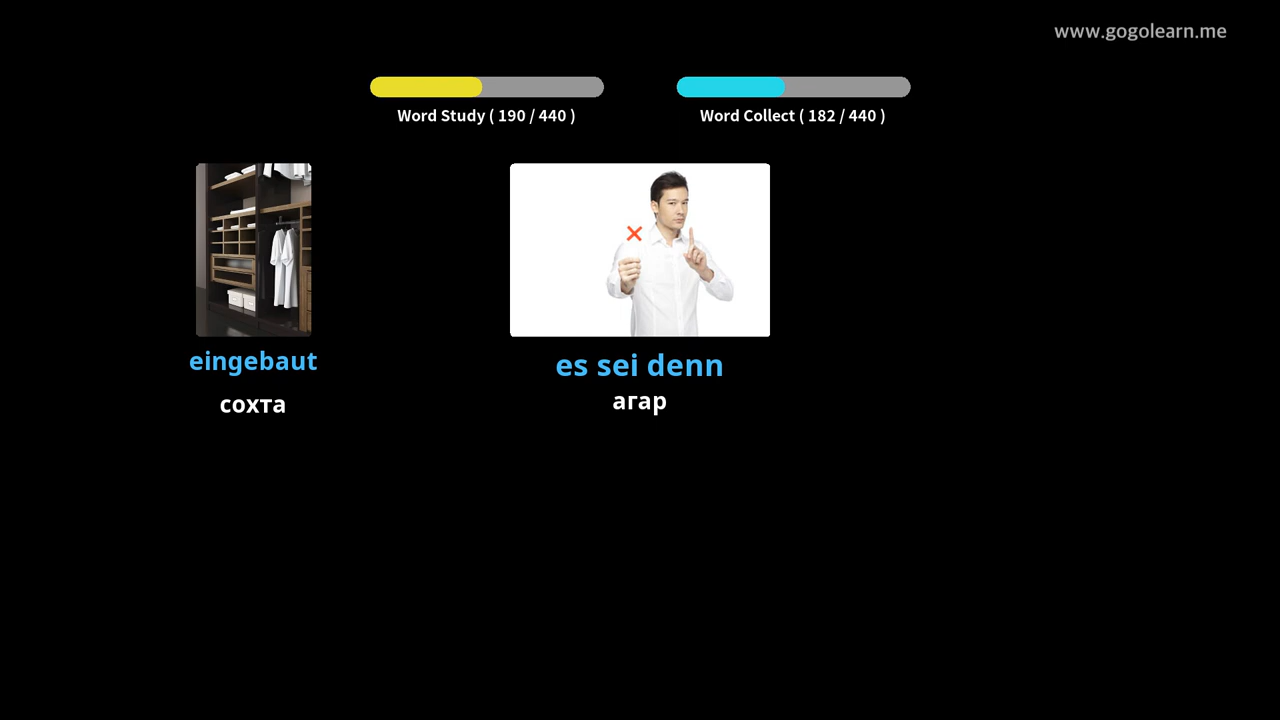 www.gogolearn.me
Word Study ( 190 / 440 )
Word Collect ( 182 / 440 )
eingebaut
сохта
es sei denn
агар